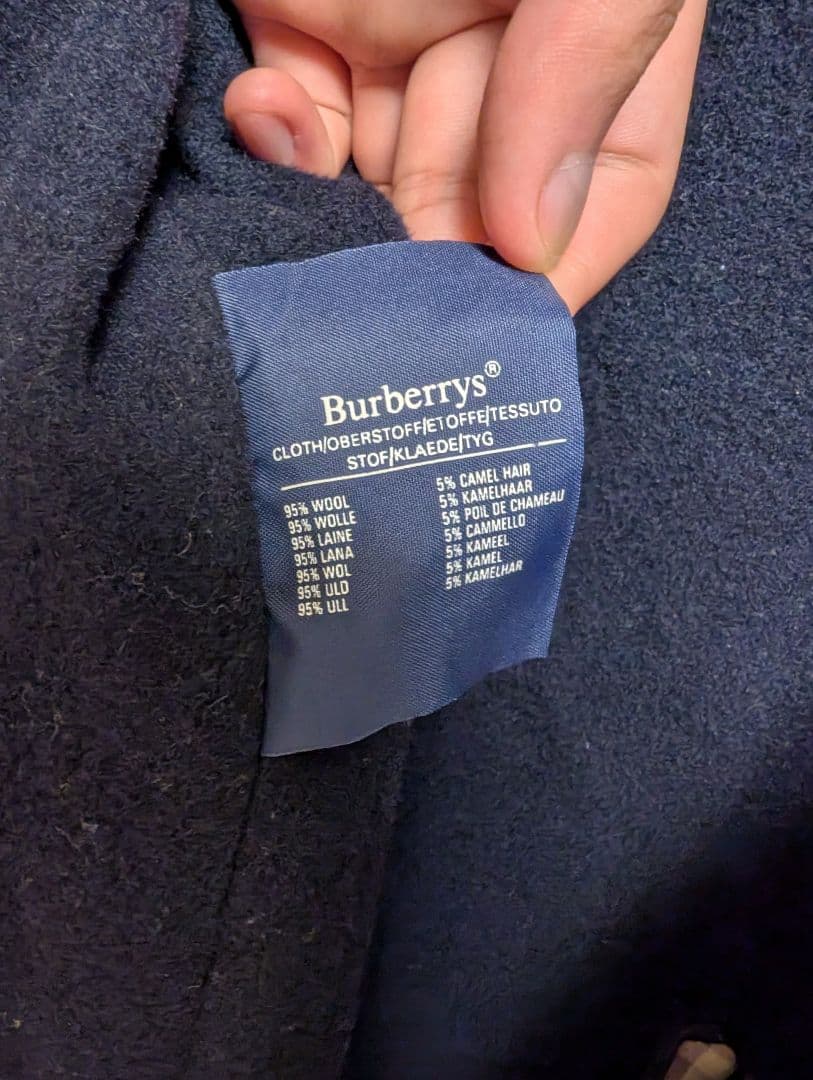 Burberrys®
CLOTH/OBERSTOFF/ETOFFE/TESSUTO
STOF/KLAEDE/TYG
95% WOOL
95% WOLLE
95% LAINE
95% LANA
95% WOL
95% ULD
95% ULL
5% CAMEL HAIR
5% KAMELHAAR
5% POIL DE CHAMEAU
5% CAMMELLO
5% KAMEEL
5% KAMEL
5% KAMELHAR